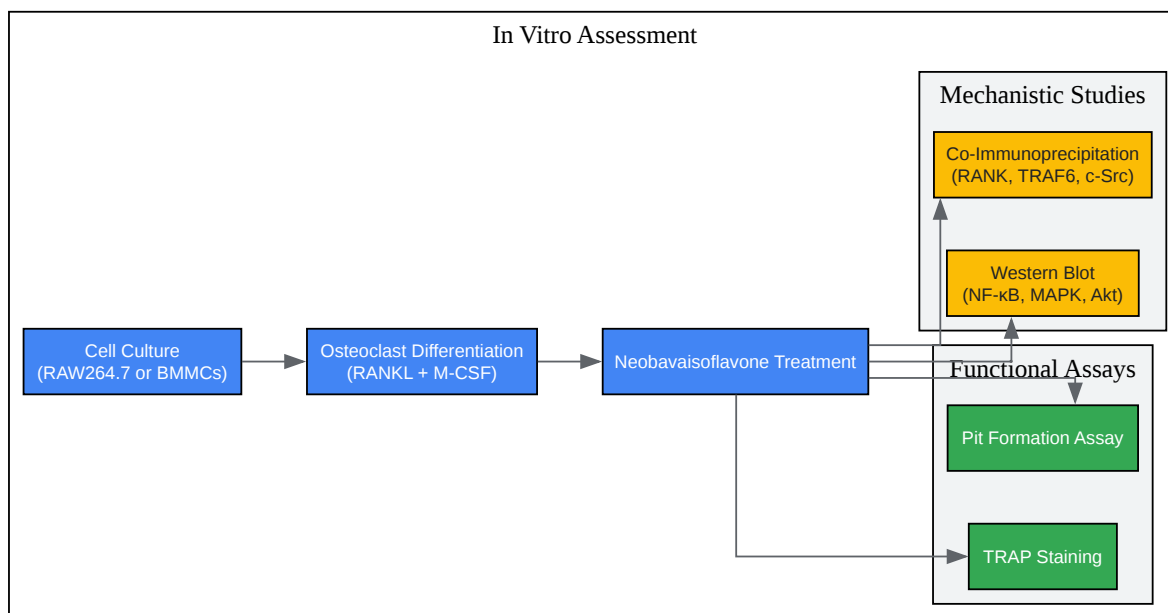 In Vitro Assessment
Mechanistic Studies
Co-Immunoprecipitation
(RANK, TRAF6, c-Src)
Western Blot
(NF-κB, MAPK, Akt)
Cell Culture
(RAW264.7 or BMMCs)
Osteoclast Differentiation
(RANKL + M-CSF)
Neobavaisoflavone Treatment
Functional Assays
Pit Formation Assay
TRAP Staining